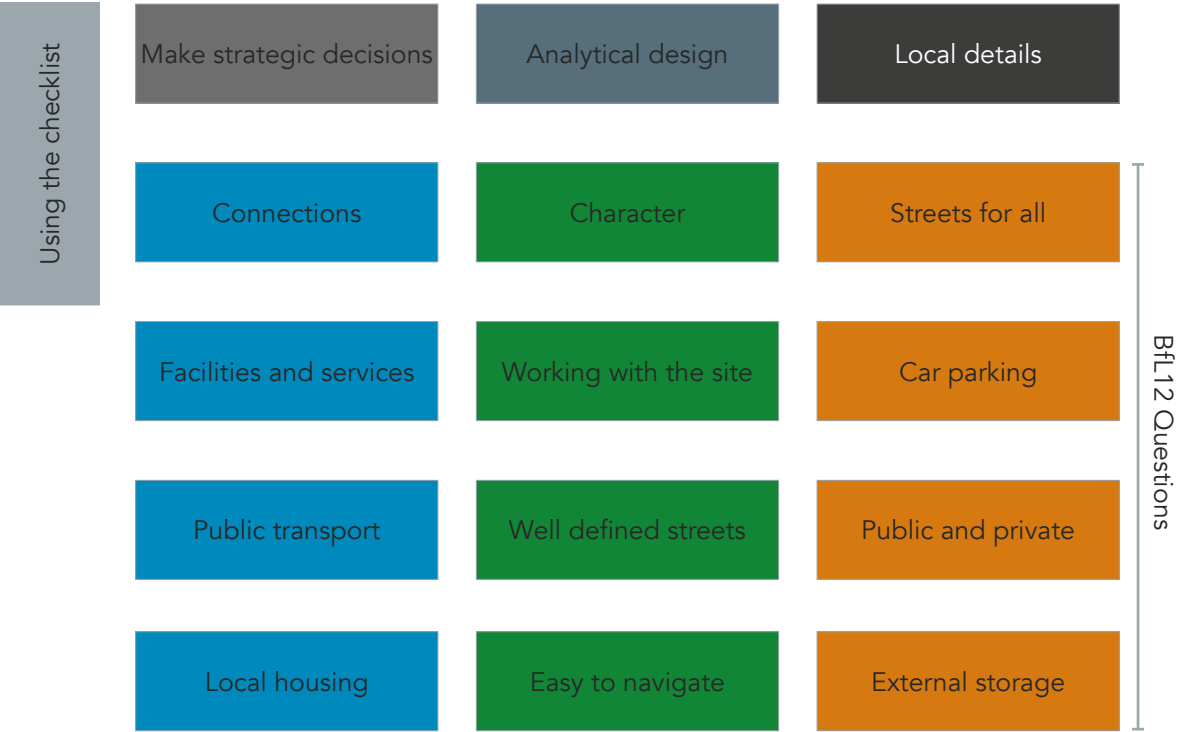 Using the checklist
Make strategic decisions
Analytical design
Local details
Connections
Character
Streets for all
Facilities and services
Working with the site
Car parking
Public transport
Well defined streets
Public and private
Local housing
Easy to navigate
External storage
BfL12 Questions